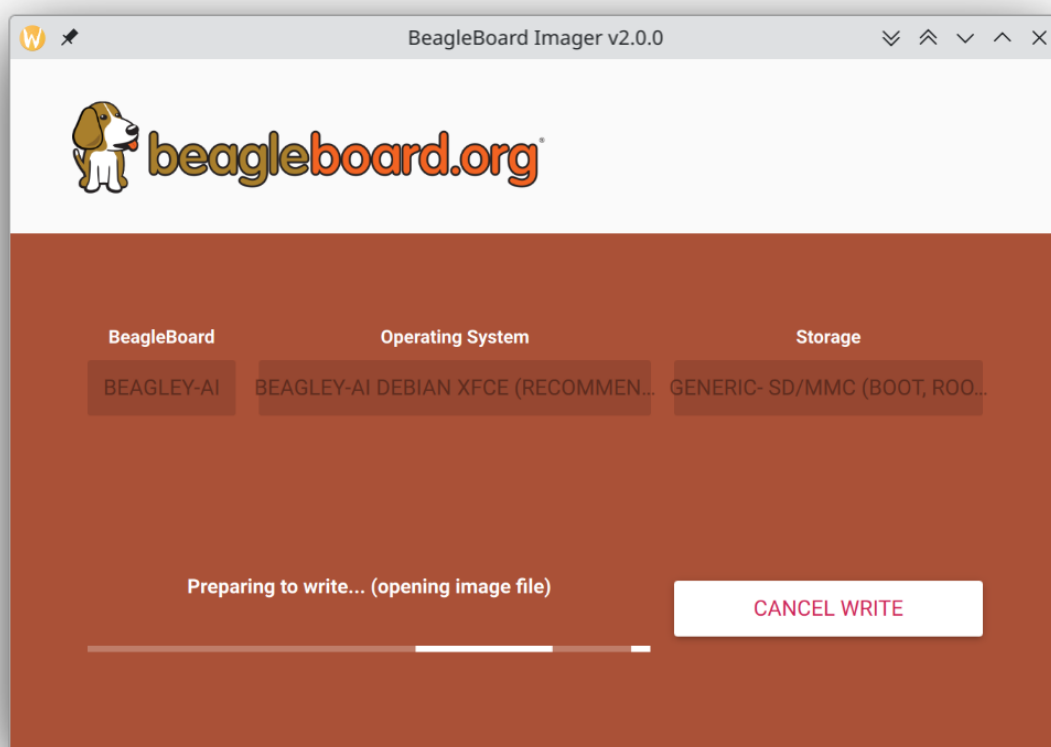 BeagleBoard Imager v2.0.0
beagleboard.org®
BeagleBoard
Operating System
Storage
BEAGLEY-AI
BEAGLEY-AI DEBIAN XFCE (RECOMMEN...
GENERIC- SD/MMC (BOOT, ROO...
Preparing to write... (opening image file)
CANCEL WRITE